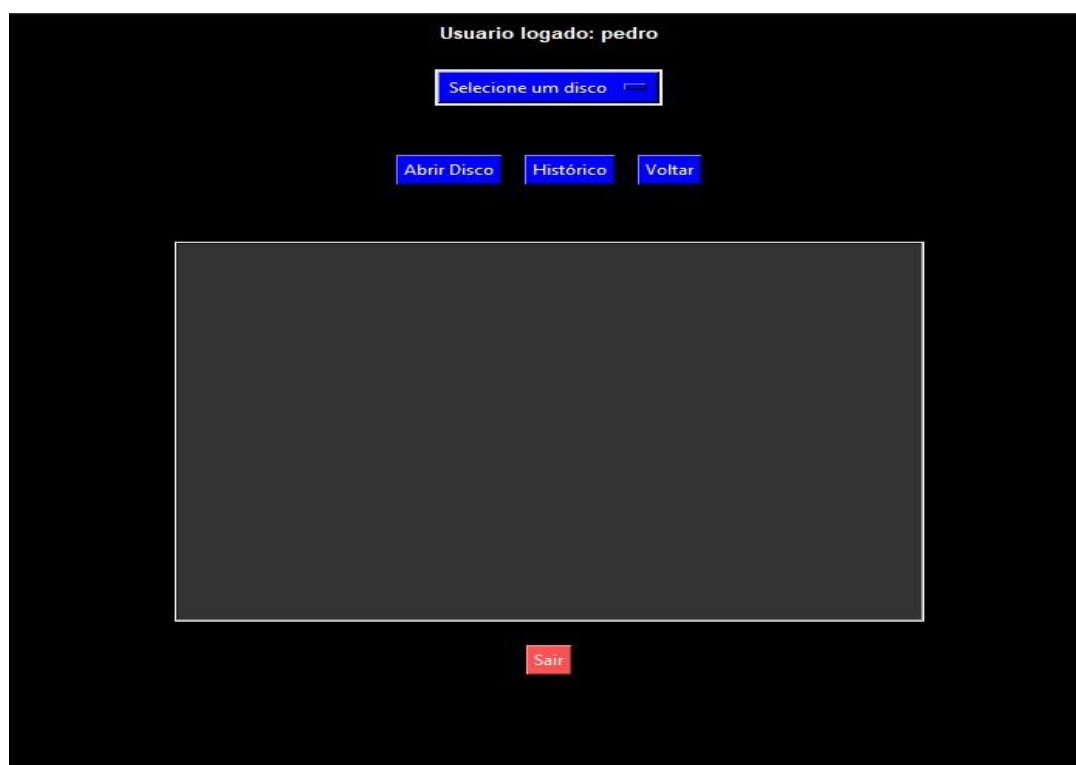 Usuario logado: pedro
Selecione um disco
Abrir Disco Histórico Voltar
Sair